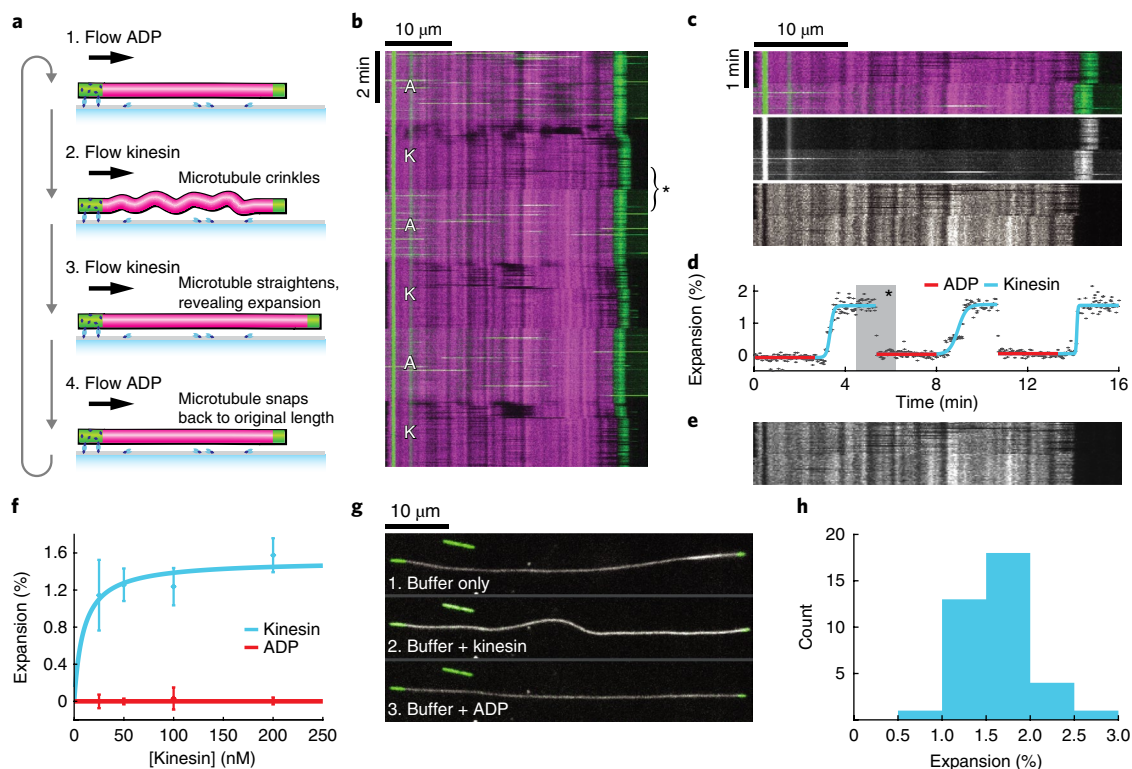 a
1. Flow ADP
2. Flow kinesin
Microtubule crinkles
3. Flow kinesin
Microtuble straightens,
revealing expansion
4. Flow ADP
Microtubule snaps
back to original length
b
10 μm
2 min
A
K
A
K
A
K
*
c
10 μm
1 min
d
Expansion (%)
2
1
0
ADP
Kinesin
*
0
4
8
12
16
Time (min)
e
f
Expansion (%)
1.6
1.2
0.8
0.4
0
Kinesin
ADP
0
50
100
150
200
250
[Kinesin] (nM)
g
10 μm
1. Buffer only
2. Buffer + kinesin
3. Buffer + ADP
h
Count
20
15
10
5
0
0.5
1.0
1.5
2.0
2.5
3.0
Expansion (%)